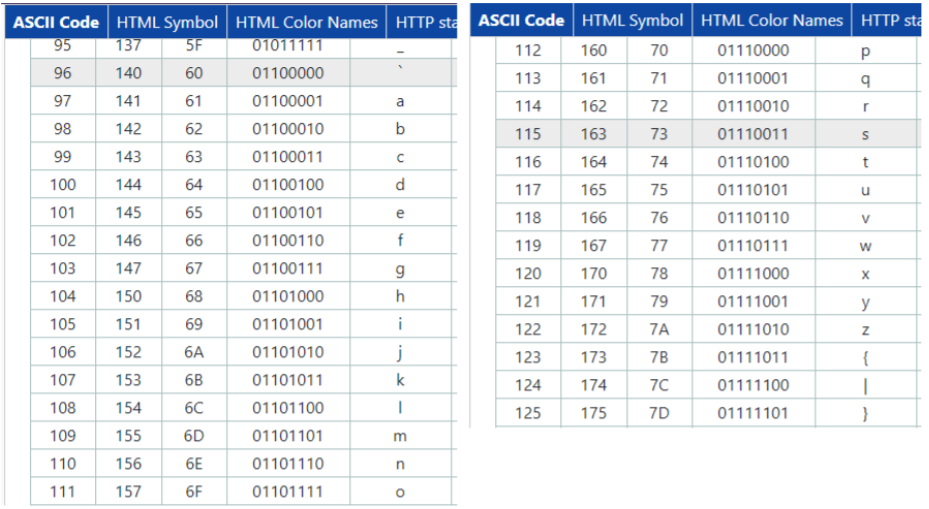 ASCII Code HTML Symbol HTML Color Names HTTP sta
95 137 5F 01011111 _
96 140 60 01100000 `
97 141 61 01100001 a
98 142 62 01100010 b
99 143 63 01100011 c
100 144 64 01100100 d
101 145 65 01100101 e
102 146 66 01100110 f
103 147 67 01100111 g
104 150 68 01101000 h
105 151 69 01101001 i
106 152 6A 01101010 j
107 153 6B 01101011 k
108 154 6C 01101100 l
109 155 6D 01101101 m
110 156 6E 01101110 n
111 157 6F 01101111 o
ASCII Code HTML Symbol HTML Color Names HTTP sta
112 160 70 01110000 p
113 161 71 01110001 q
114 162 72 01110010 r
115 163 73 01110011 s
116 164 74 01110100 t
117 165 75 01110101 u
118 166 76 01110110 v
119 167 77 01110111 w
120 170 78 01111000 x
121 171 79 01111001 y
122 172 7A 01111010 z
123 173 7B 01111011 {
124 174 7C 01111100 |
125 175 7D 01111101 }